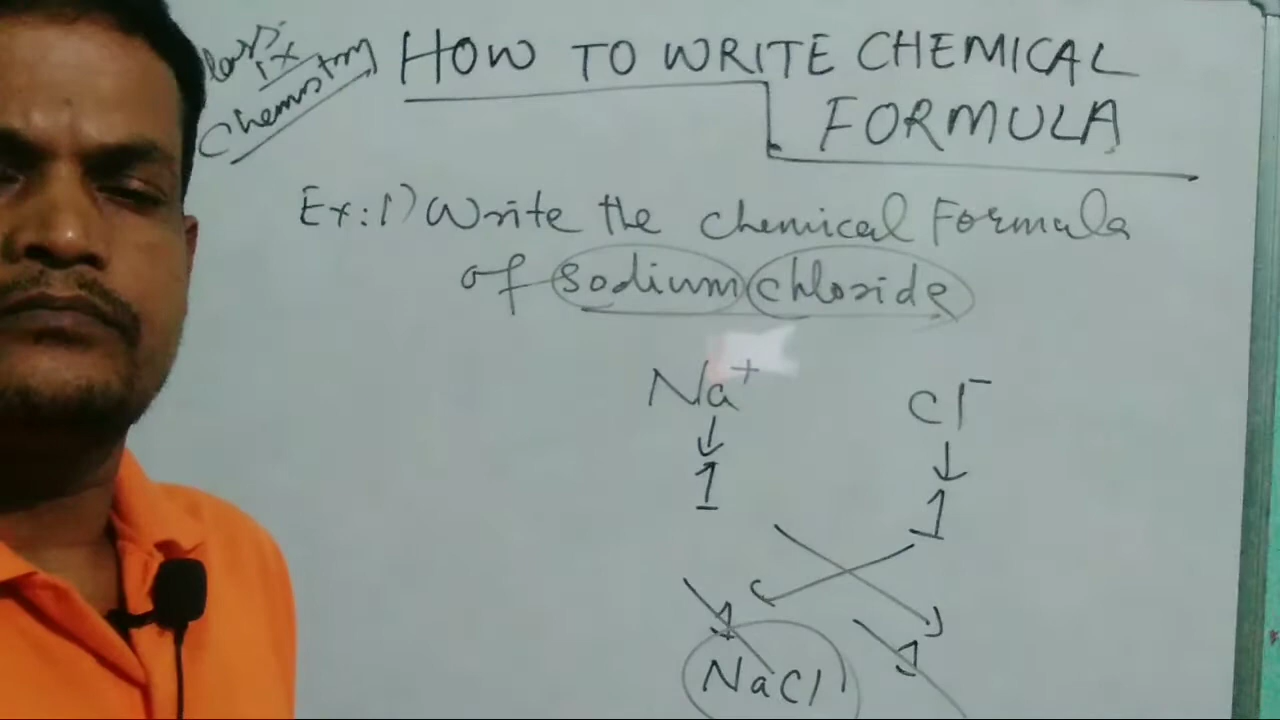 IX
Chemistry
HOW TO WRITE CHEMICAL
FORMULA
Ex:1) Write the chemical Formula
of sodium chloride
Na⁺ Cl⁻
↓ ↓
1 1
1 1
NaCl